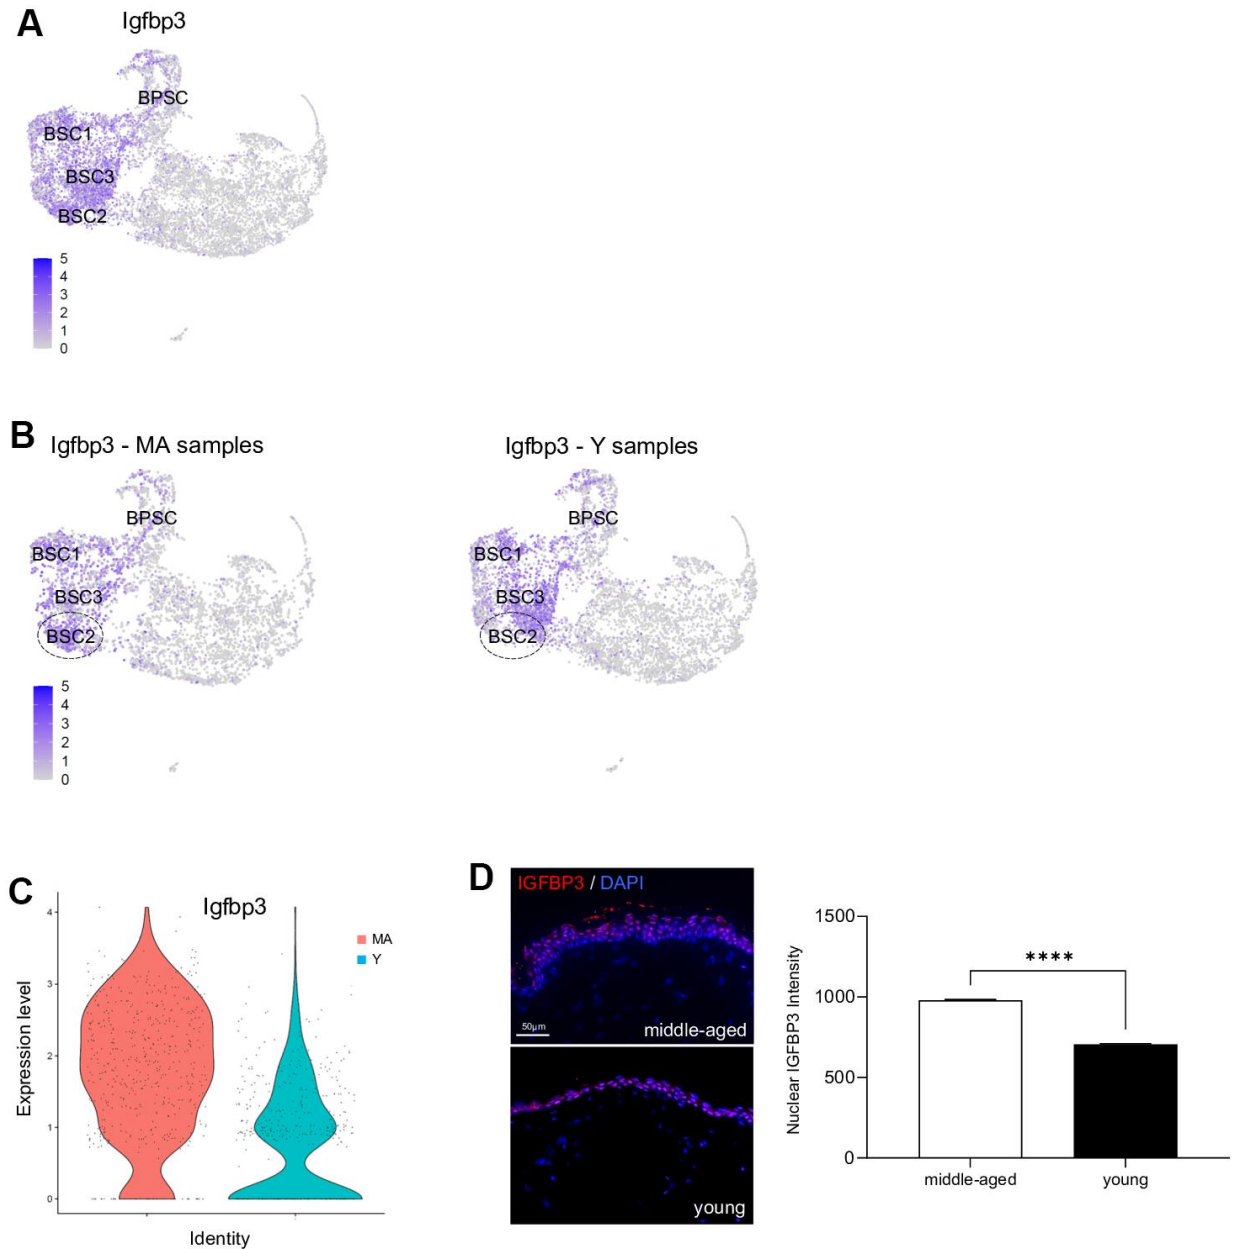 A
Igfbp3
BPSC
BSC1
BSC3
BSC2
5
4
3
2
1
0
B
Igfbp3 - MA samples
BPSC
BSC1
BSC3
BSC2
5
4
3
2
1
0
Igfbp3 - Y samples
BPSC
BSC1
BSC3
BSC2
C
Igfbp3
MA
Y
Expression level
4
3
2
1
0
Identity
D
IGFBP3 / DAPI
50µm
middle-aged
young
Nuclear IGFBP3 Intensity
1500
1000
500
0
****
middle-aged
young